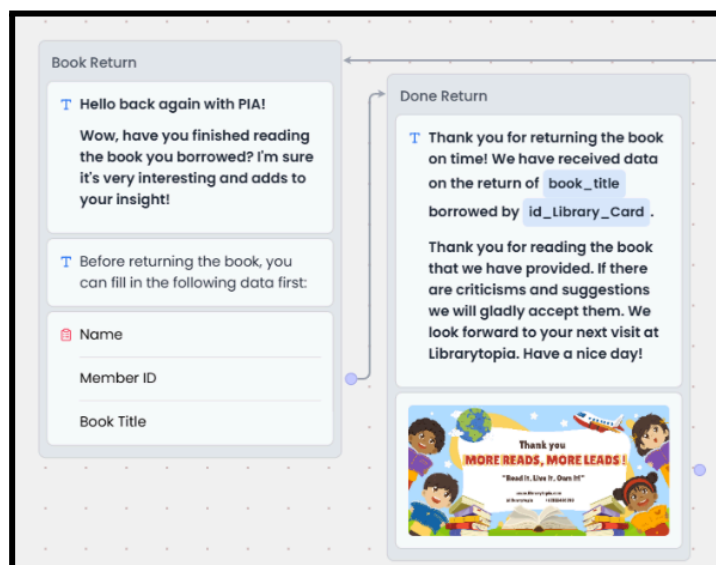 Book Return
Hello back again with PIA!
Wow, have you finished reading
the book you borrowed? I'm sure
it's very interesting and adds to
your insight!
Before returning the book, you
can fill in the following data first:
Name
Member ID
Book Title
Done Return
Thank you for returning the book
on time! We have received data
on the return of book_title
borrowed by id_Library_Card .
Thank you for reading the book
that we have provided. If there
are criticisms and suggestions
we will gladly accept them. We
look forward to your next visit at
Librarytopia. Have a nice day!
Thank you
MORE READS, MORE LEADS !
"Read It. Live It. Own It!"